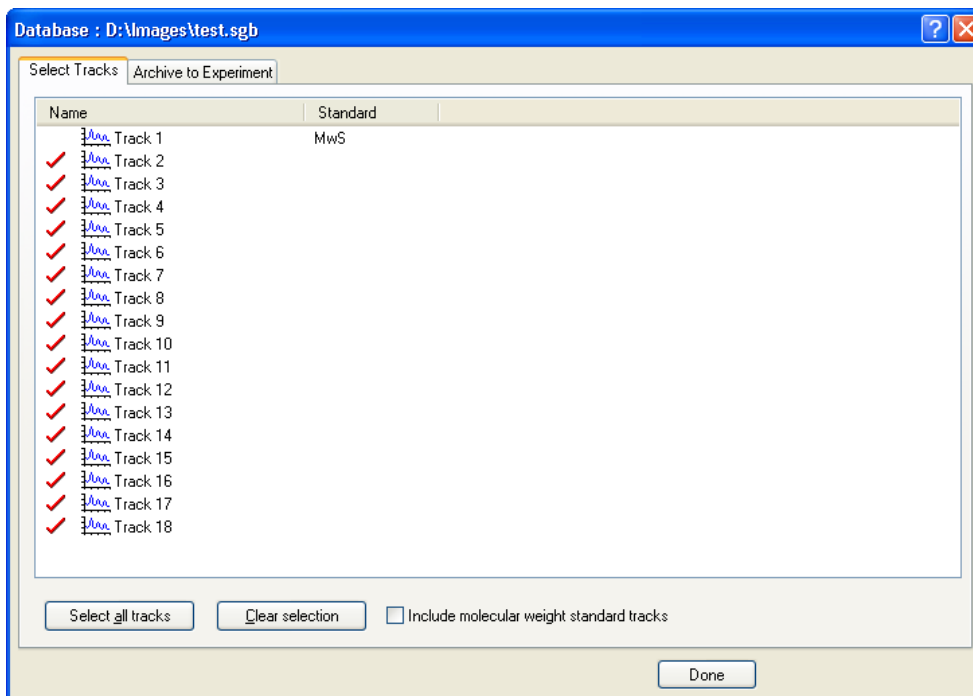 Database : D:\Images\test.sgb ?
Select Tracks Archive to Experiment
Name Standard
Track 1 MwS
Track 2
Track 3
Track 4
Track 5
Track 6
Track 7
Track 8
Track 9
Track 10
Track 11
Track 12
Track 13
Track 14
Track 15
Track 16
Track 17
Track 18
Select all tracks Clear selection Include molecular weight standard tracks
Done